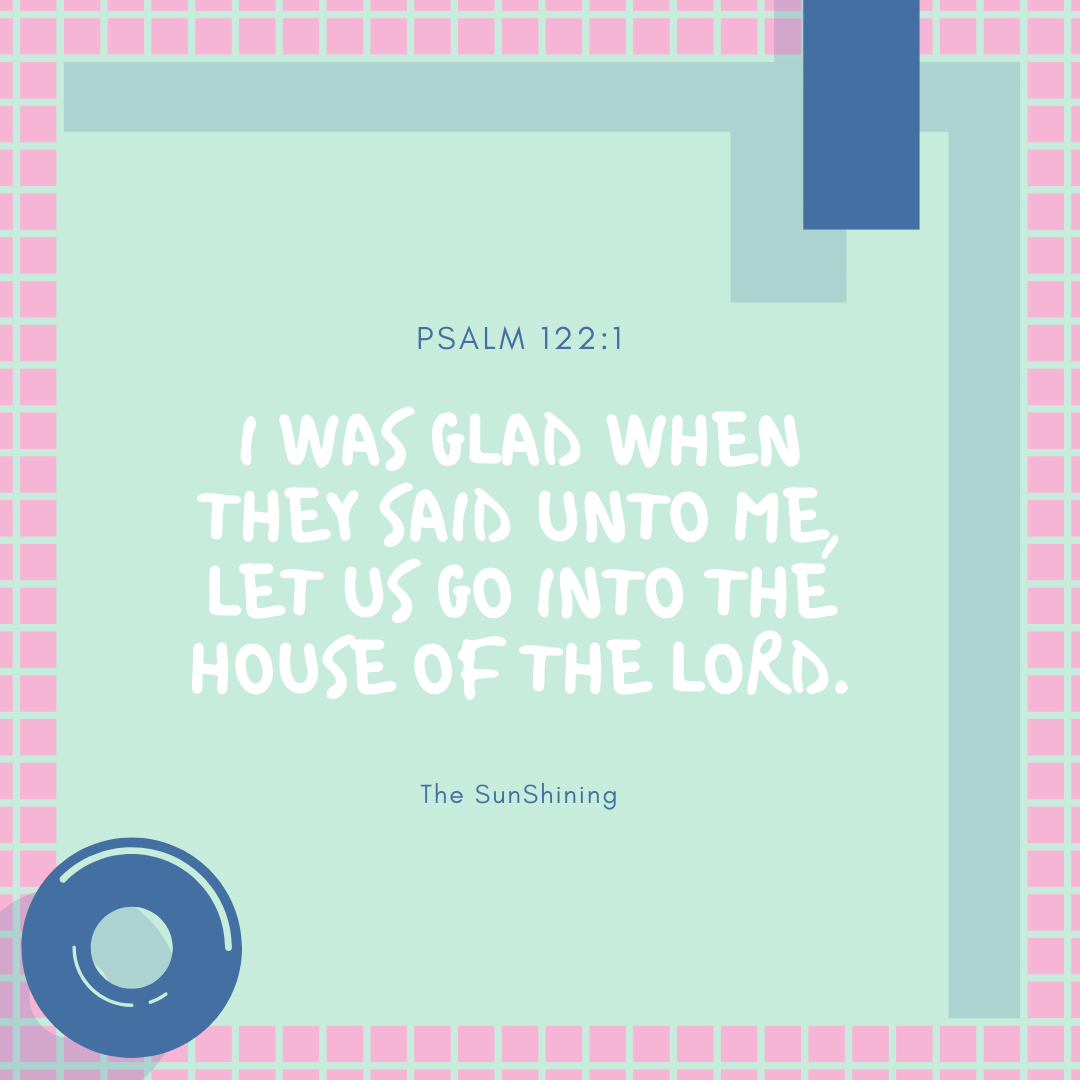 PSALM 122:1
I WAS GLAD WHEN
THEY SAID UNTO ME,
LET US GO INTO THE
HOUSE OF THE LORD.
The SunShining